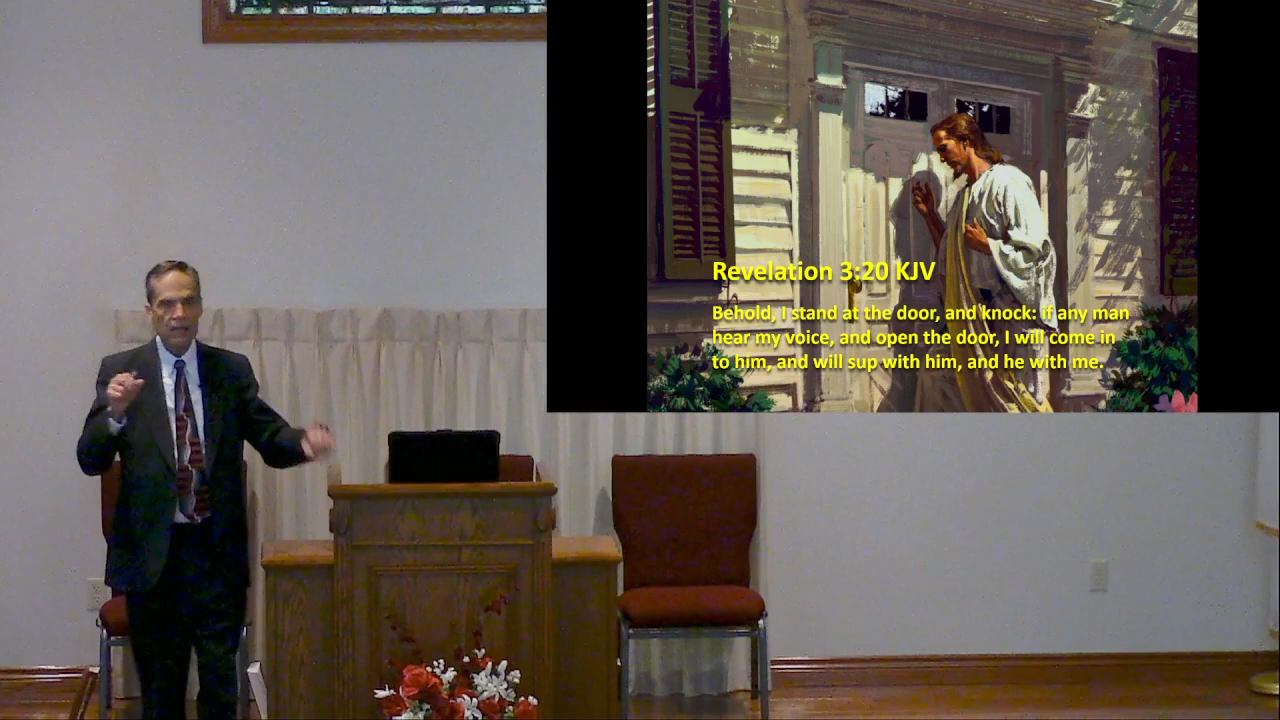 Revelation 3:20 KJV
Behold, I stand at the door, and knock: if any man
hear my voice, and open the door, I will come in
to him, and will sup with him, and he with me.